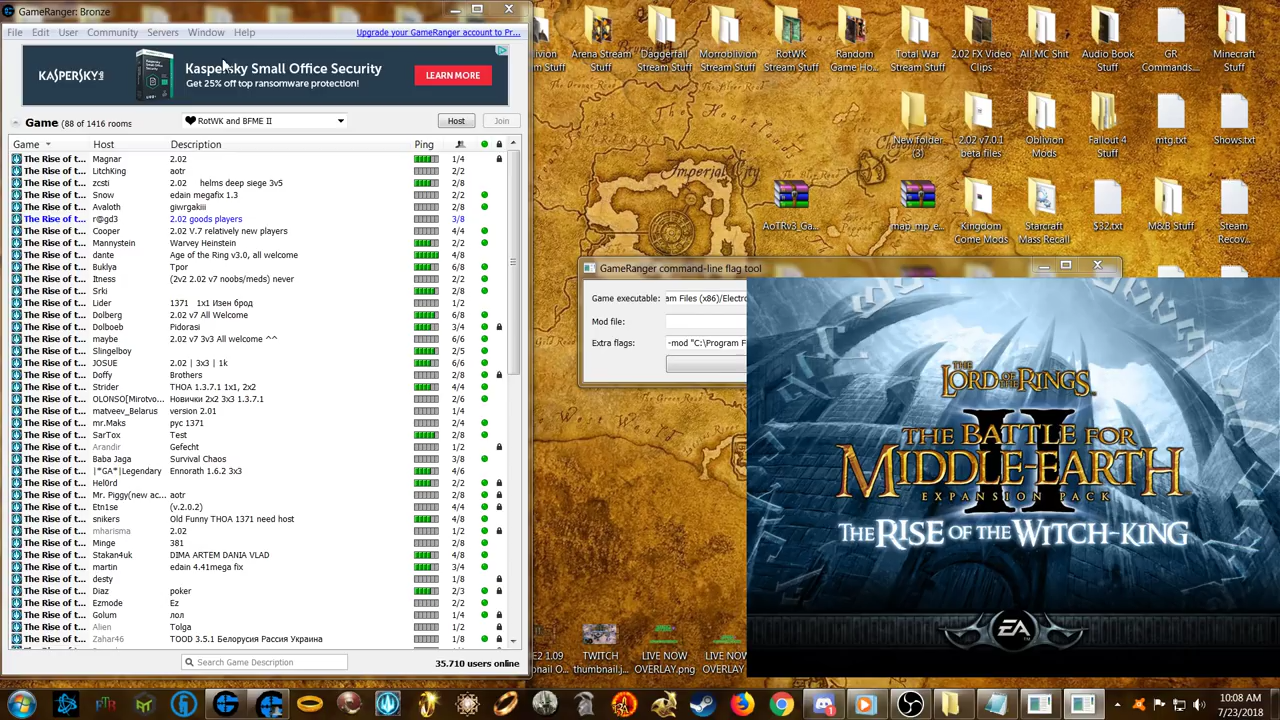 GameRanger: Bronze
File Edit User Community Servers Window Help Upgrade your GameRanger account to Pr...
KASPERSKY Kaspersky Small Office Security LEARN MORE
Get 25% off top ransomware protection!
Game (88 of 1416 rooms RotWK and BFME II Host Join
Game Host Description Ping
The Rise of t... Magnar 2.02 1/4
The Rise of t... LitchKing aotr 2/2
The Rise of t... zcsti 2.02 helms deep siege 3v5 2/8
The Rise of t... Snow edain megafix 1.3 2/2
The Rise of t... Avaloth giwrgakiii 2/8
The Rise of t... r@gd3 2.02 goods players 3/8
The Rise of t... Cooper 2.02 V.7 relatively new players 4/4
The Rise of t... Mannystein Warvey Heinstein 2/2
The Rise of t... dante Age of the Ring v3.0, all welcome 4/8
The Rise of t... Buklya Tpor 6/8
The Rise of t... Itness (2v2 2.02 v7 noobs/meds) never 2/2
The Rise of t... Srki 2/8
The Rise of t... Lider 1371 1x1 Изен брод 1/2
The Rise of t... Dolberg 2.02 v7 All Welcome 6/8
The Rise of t... Dolboeb Pidorasi 3/4
The Rise of t... maybe 2.02 v7 3v3 All welcome ^^ 6/6
The Rise of t... Slingelboy 2/5
The Rise of t... JOSUE 2.02 | 3x3 | 1k 6/6
The Rise of t... Doffy Brothers 2/8
The Rise of t... Strider THOA 1.3.7.1 1x1, 2x2 4/4
The Rise of t... OLONSO[Mirotvo... Новички 2x2 3x3 1.3.7.1 2/6
The Rise of t... matveev_Belarus version 2.01 1/4
The Rise of t... mr.Maks рус 1371 1/4
The Rise of t... SarTox Test 2/8
The Rise of t... Arandir Gefecht 1/2
The Rise of t... Baba Jaga Survival Chaos 3/8
The Rise of t... |*GA*|Legendary Ennorath 1.6.2 3x3 4/6
The Rise of t... Hel0rd 2/2
The Rise of t... Mr. Piggy(new ac... aotr 2/8
The Rise of t... Etn1se (v.2.0.2) 4/4
The Rise of t... snikers Old Funny THOA 1371 need host 4/8
The Rise of t... mharisma 2.02 1/2
The Rise of t... Minge 381 2/8
The Rise of t... Stakan4uk DIMA ARTEM DANIA VLAD 4/8
The Rise of t... martin edain 4.41mega fix 3/4
The Rise of t... desty 1/8
The Rise of t... Diaz poker 2/3
The Rise of t... Ezmode Ez 2/2
The Rise of t... Golum лол 1/4
The Rise of t... Alien Tolga 1/2
The Rise of t... Zahar46 TOOD 3.5.1 Белорусия Рассия Украина 1/8
Search Game Description 35.710 users online
Arena Stream Stuff
Daggerfall Stream Stuff
Morroblivion Stream Stuff
RotWK Stream Stuff
Random Game Ho...
Total War Stream Stuff
2.02 FX Video Clips
All MC Shit
Audio Book Stuff
GR Commands...
Minecraft Stuff
New folder (3)
2.02 v7.0.1 beta files
Oblivion Mods
Fallout 4 Stuff
mtg.txt
Shows.txt
AoTRV3_Ga...
map_mp_e...
Kingdom Come Mods
Starcraft Mass Recall
$32.txt
M&B Stuff
Steam Recov...
Imperial City
GameRanger command-line flag tool
Game executable: am Files (x86)/Electro
Mod file:
Extra flags: -mod "C:\Program F
THE LORD OF THE RINGS
II
THE BATTLE FOR
MIDDLE-EARTH
EXPANSION PACK
THE RISE OF THE WITCH-KING
EA
TWITCH thumbnail.j...
LIVE NOW OVERLAY.png
LIVE NOW OVERLAY
10:08 AM
7/23/2018